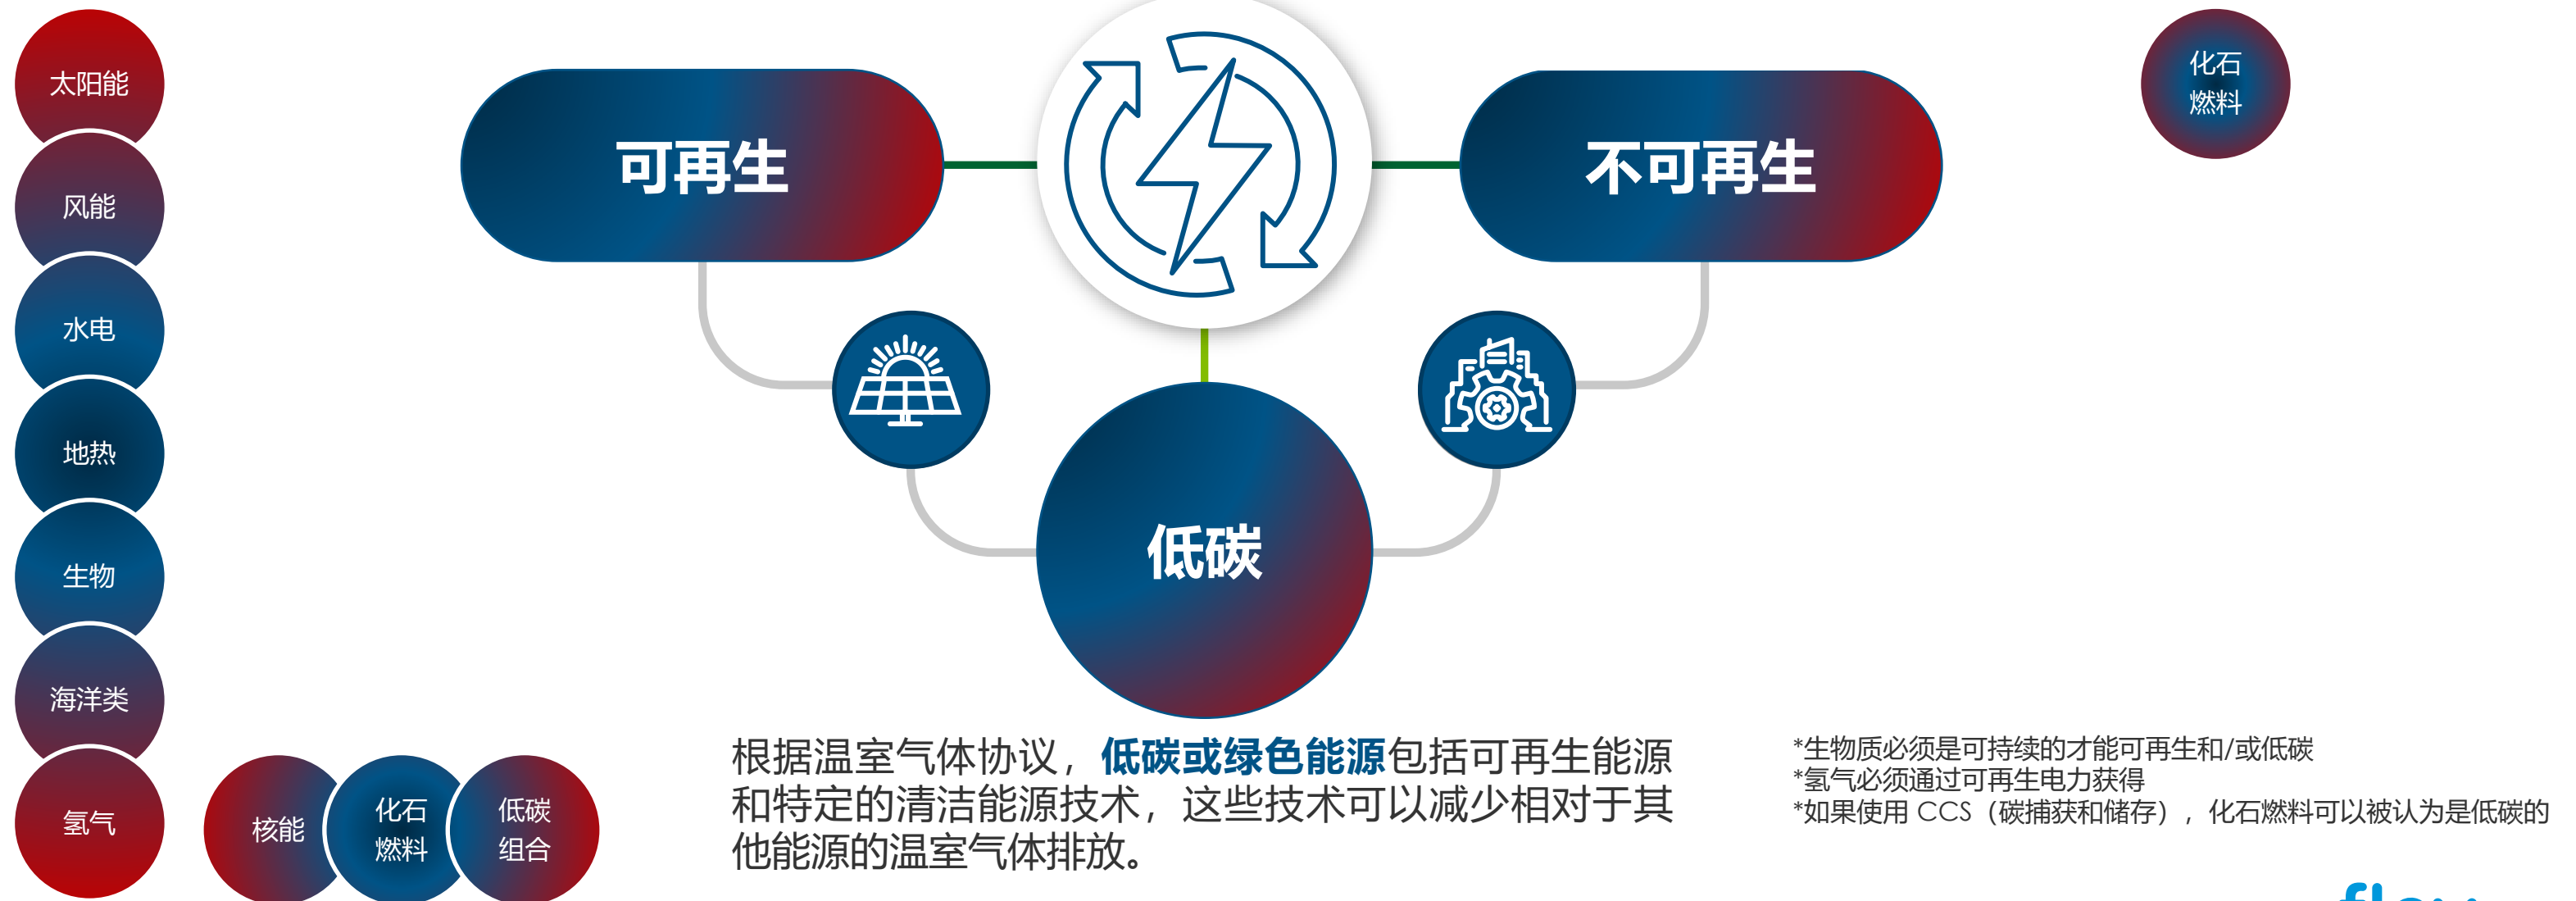 太阳能
风能
水电
地热
生物
海洋类
氢气
核能
化石
燃料
低碳
组合
可再生
不可再生
低碳
化石
燃料
根据温室气体协议，低碳或绿色能源包括可再生能源
和特定的清洁能源技术，这些技术可以减少相对于其
他能源的温室气体排放。
*生物质必须是可持续的才能可再生和/或低碳
*氢气必须通过可再生电力获得
*如果使用 CCS（碳捕获和储存），化石燃料可以被认为是低碳的